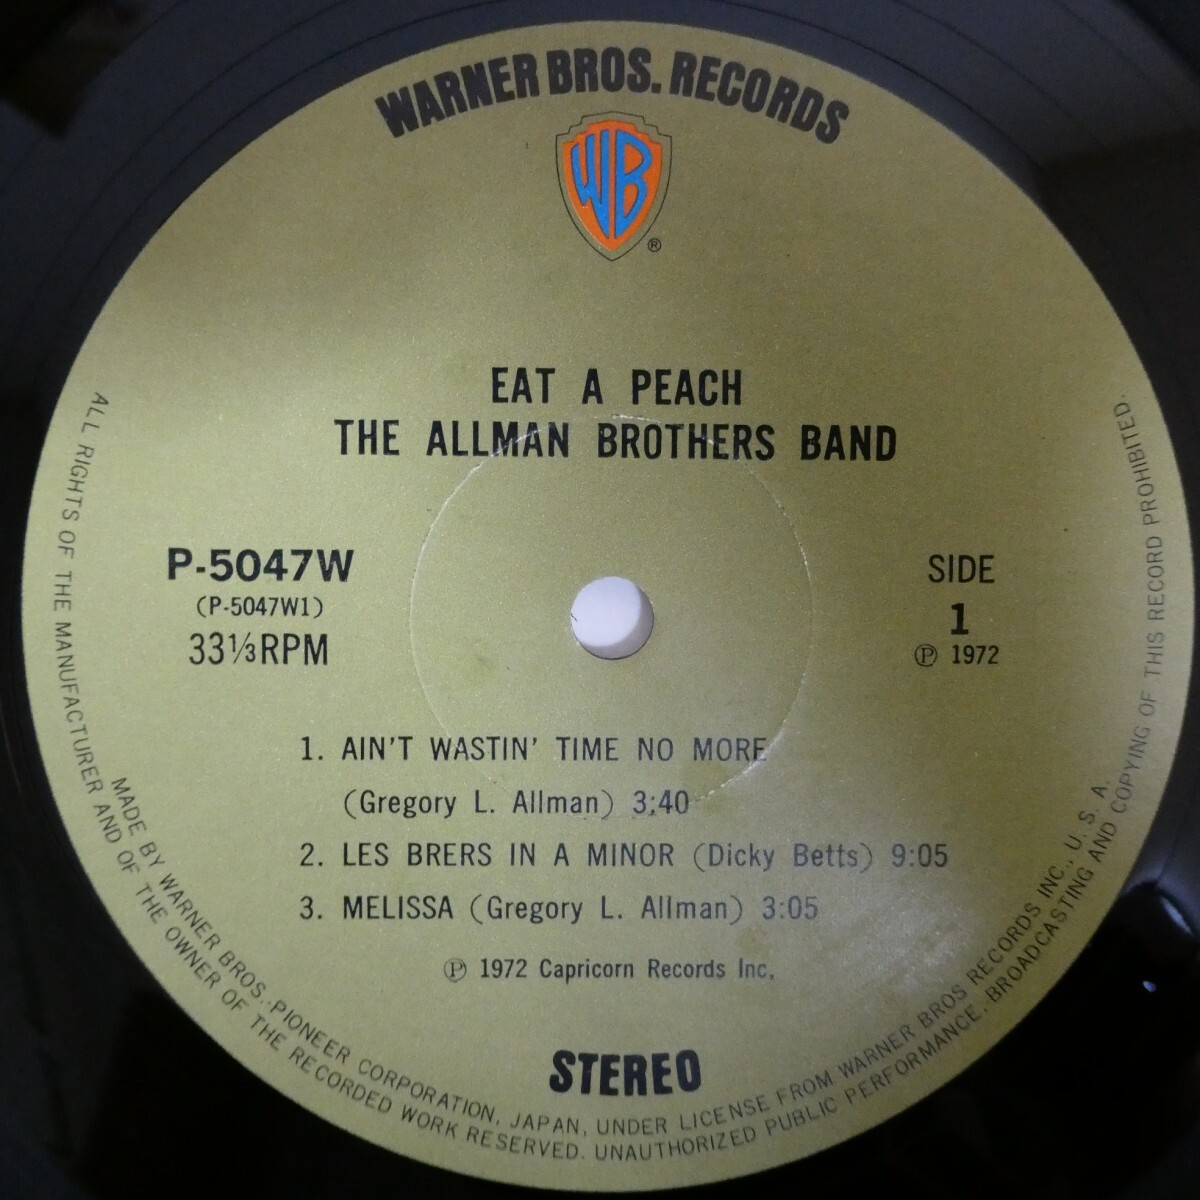 WARNER BROS. RECORDS
WB
®
EAT A PEACH
THE ALLMAN BROTHERS BAND
P-5047W
(P-5047W1)
33⅓RPM
SIDE
1
℗ 1972
1. AIN'T WASTIN' TIME NO MORE
(Gregory L. Allman) 3:40
2. LES BRERS IN A MINOR (Dicky Betts) 9:05
3. MELISSA (Gregory L. Allman) 3:05
℗ 1972 Capricorn Records Inc.
STEREO
MADE BY WARNER BROS.-PIONEER CORPORATION, JAPAN, UNDER LICENSE FROM WARNER BROS RECORDS INC., U. S. A.
ALL RIGHTS OF THE MANUFACTURER AND OF THE OWNER OF THE RECORDED WORK RESERVED. UNAUTHORIZED PUBLIC PERFORMANCE, BROADCASTING AND COPYING OF THIS RECORD PROHIBITED.